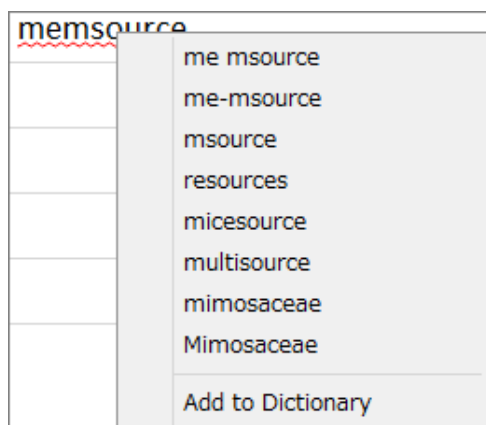 memsource
me msource
me-msource
msource
resources
micesource
multisource
mimosaceae
Mimosaceae
Add to Dictionary